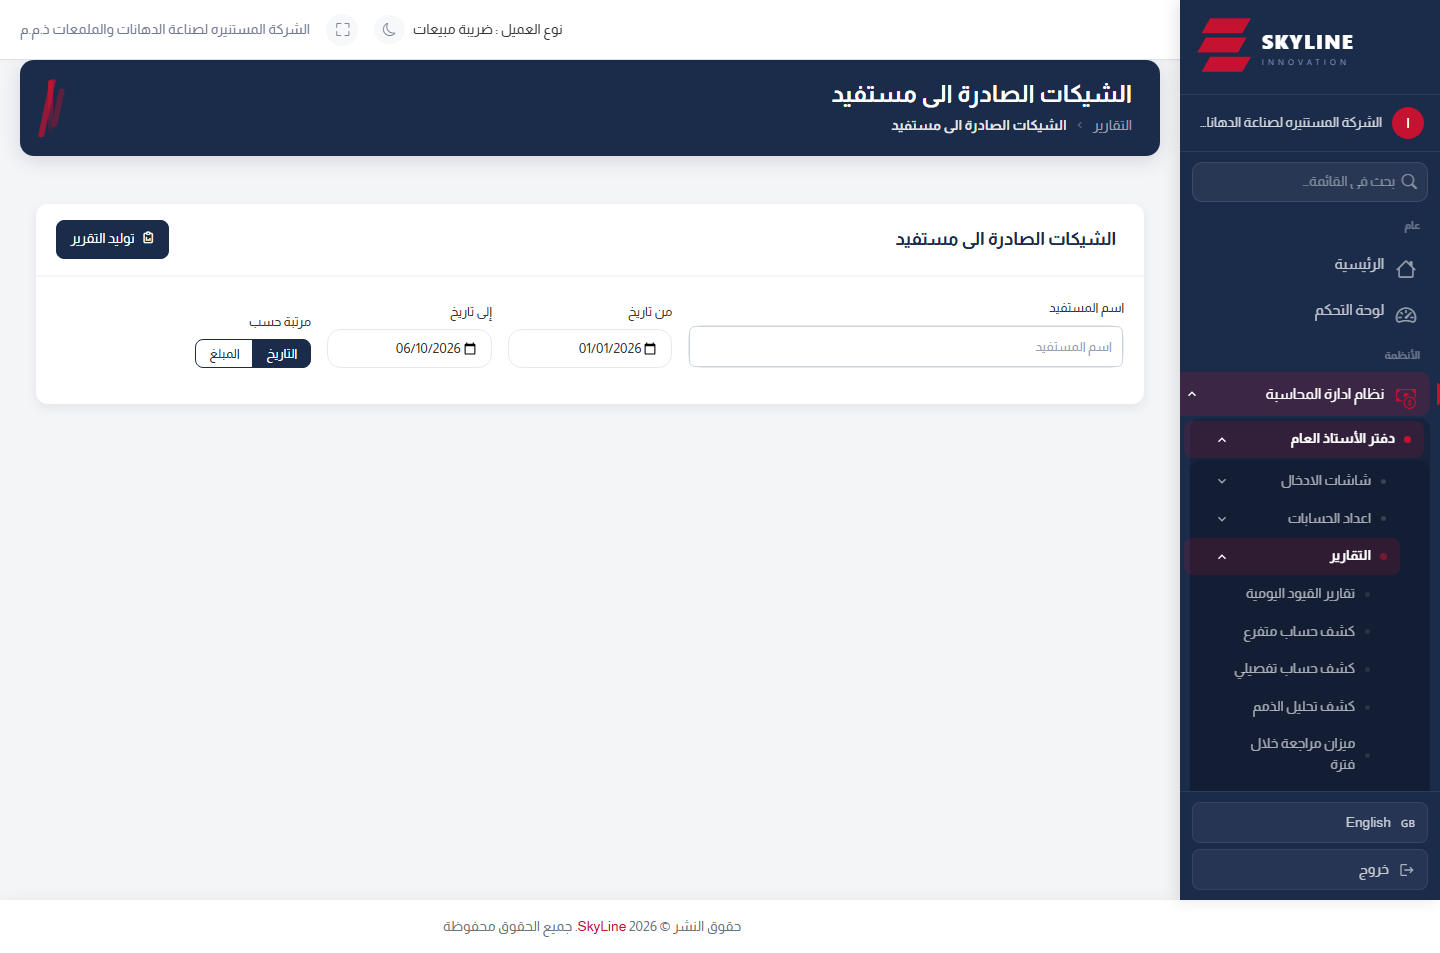 SKYLINE
INNOVATION
ا
الشركة المستنيره لصناعة الدهانا...
بحث في القائمة...
عام
الرئيسية
لوحة التحكم
الأنظمة
نظام ادارة المحاسبة
دفتر الأستاذ العام
شاشات الادخال
اعداد الحسابات
التقارير
تقارير القيود اليومية
كشف حساب متفرع
كشف حساب تفصيلي
كشف تحليل الذمم
ميزان مراجعة خلال
فترة
GB English
خروج
نوع العميل : ضريبة مبيعات
الشركة المستنيره لصناعة الدهانات والملمعات ذ.م.م
الشيكات الصادرة الى مستفيد
التقارير › الشيكات الصادرة الى مستفيد
الشيكات الصادرة الى مستفيد
توليد التقرير
اسم المستفيد
اسم المستفيد
من تاريخ
01/01/2026
إلى تاريخ
06/10/2026
مرتبة حسب
التاريخ
المبلغ
حقوق النشر © 2026 SkyLine. جميع الحقوق محفوظة